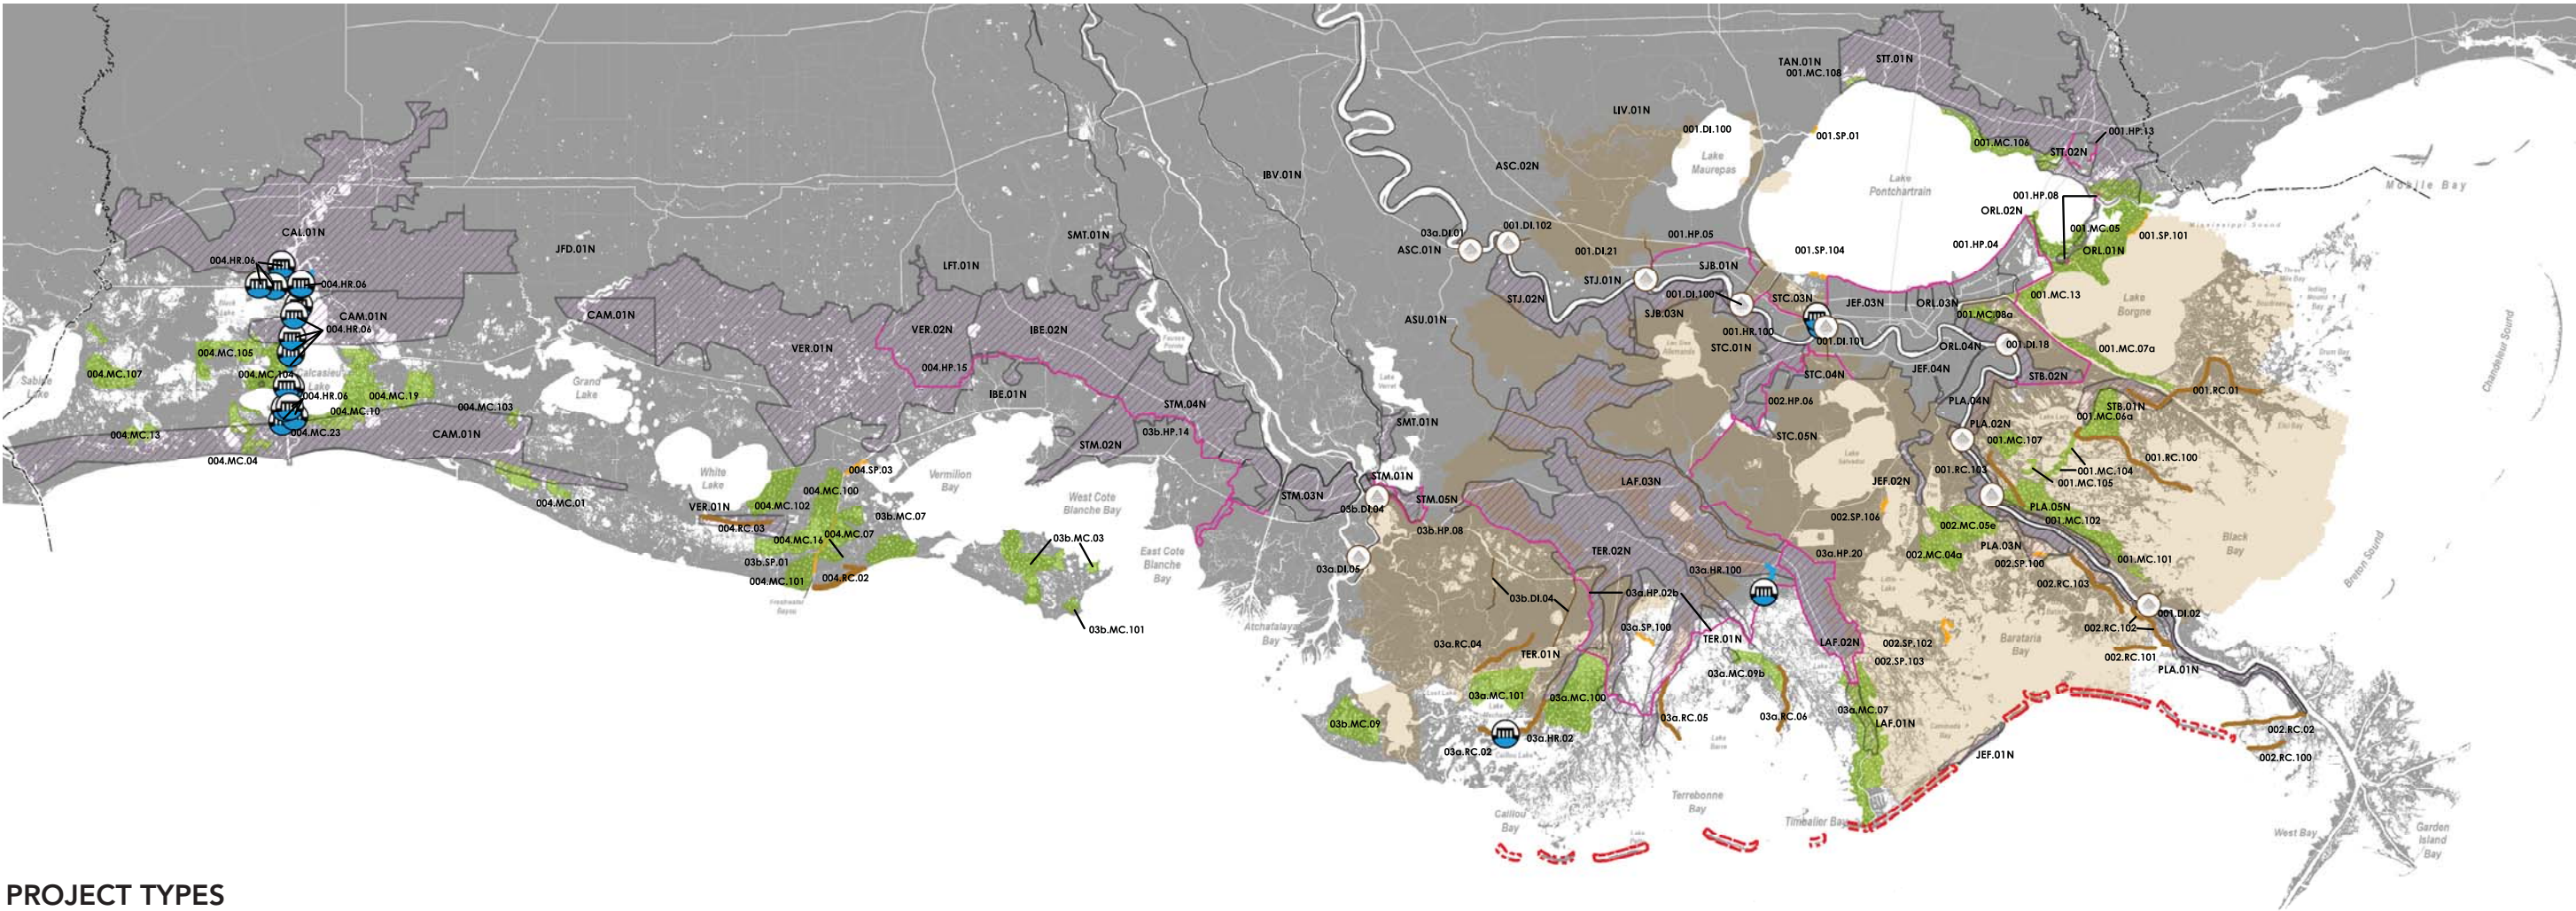 TAN.01N
001.MC.108
STT.01N
LIV.01N
001.DI.100
001.SP.01
001.HP.13
001.MC.106
STT.02N
Lake
Maurepas
ASC.02N
IBV.01N
Lake
Pontchartrain
Mobile Bay
001.HP.08
ORL.02N
Mississippi Sound
CAL.01N
JFD.01N
SMT.01N
03a.DI.01
001.DI.102
ASC.01N
001.HP.05
001.DI.21
001.SP.104
001.HP.04
001.MC.05
001.SP.101
ORL.01N
004.HR.06
004.HR.06
LFT.01N
STJ.01N
SJB.01N
STJ.02N
001.DI.100
STC.03N
JEF.03N
ORL.03N
001.MC.13
001.MC.08a
Lake
Borgne
CAM.01N
004.HR.06
CAM.01N
VER.02N
IBE.02N
ASU.01N
SJB.03N
001.HR.100
STC.01N
001.DI.101
ORL.04N
001.DI.18
001.MC.07a
Chandeleur Sound
004.MC.105
VER.01N
004.HP.15
004.MC.107
004.MC.104
Calcasieu
Lake
Sabine
Lake
Grand
Lake
Lake
Verret
STC.04N
JEF.04N
STB.02N
004.HR.06
004.MC.19
004.MC.10
004.MC.103
IBE.01N
STM.04N
002.HP.06
PLA.04N
001.RC.01
STB.01N
001.MC.06a
004.MC.13
004.MC.23
CAM.01N
STM.02N
03b.HP.14
SMT.01N
STC.05N
PLA.02N
001.MC.107
004.MC.04
004.SP.03
White
Lake
Vermilion
Bay
001.RC.103
001.RC.100
001.MC.104
001.MC.105
004.MC.01
004.MC.100
004.MC.102
VER.01N
004.RC.03
West Cote
Blanche Bay
STM.03N
STM.01N
03b.DI.04
STM.05N
LAF.03N
JEF.02N
002.SP.106
PLA.05N
001.MC.102
03b.MC.07
004.MC.07
004.MC.16
03b.HP.08
002.MC.05e
Black
Bay
03b.MC.03
East Cote
Blanche
Bay
03a.DI.05
TER.02N
03a.HP.20
002.MC.04a
PLA.03N
002.SP.100
001.MC.101
03b.SP.01
004.MC.101
004.RC.02
03a.HR.100
002.RC.103
Breton Sound
03b.MC.101
Atchafalaya
Bay
03b.DI.04
03a.HP.02b
03a.SP.100
001.DI.02
002.RC.102
03a.RC.04
TER.01N
TER.01N
LAF.02N
002.SP.102
002.SP.103
Barataria
Bay
002.RC.101
PLA.01N
03a.MC.09b
03a.MC.101
03a.MC.100
03b.MC.09
03a.RC.05
03a.RC.06
03a.MC.07
LAF.01N
002.RC.02
03a.HR.02
03a.RC.02
JEF.01N
002.RC.100
Terrebonne
Bay
Caillou
Bay
Timbalier Bay
West Bay
Garden
Island
Bay
PROJECT TYPES